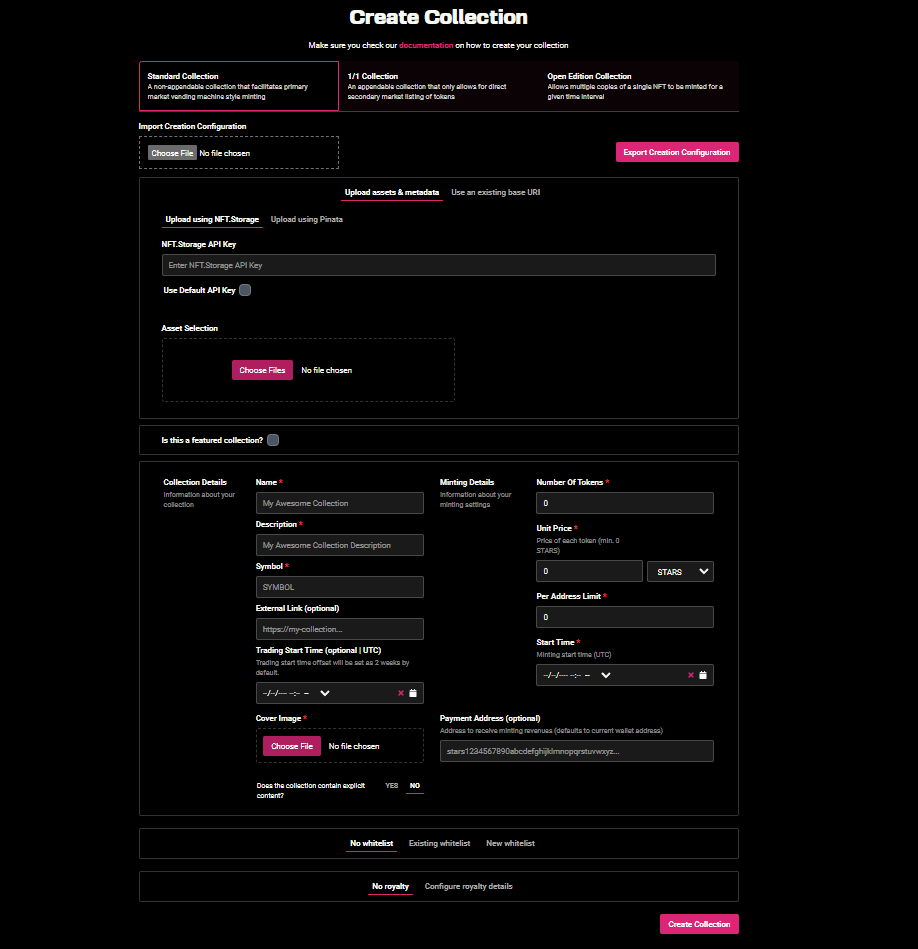 Create Collection
Make sure you check our documentation on how to create your collection
Standard Collection
A non-appendable collection that facilitates primary
market vending machine style minting
1/1 Collection
An appendable collection that only allows for direct
secondary market listing of tokens
Open Edition Collection
Allows multiple copies of a single NFT to be minted for a
given time interval
Import Creation Configuration
Choose File No file chosen
Export Creation Configuration
Upload assets & metadata
Use an existing base URI
Upload using NFT.Storage
Upload using Pinata
NFT.Storage API Key
Enter NFT.Storage API Key
Use Default API Key
Asset Selection
Choose Files No file chosen
Is this a featured collection?
Collection Details
Information about your
collection
Name *
My Awesome Collection
Description *
My Awesome Collection Description
Symbol *
SYMBOL
External Link (optional)
https://my-collection...
Trading Start Time (optional | UTC)
Trading start time offset will be set as 2 weeks by
default.
--/--/---- --:-- --
Cover Image *
Choose File No file chosen
Does the collection contain explicit
content?
YES
NO
Minting Details
Information about your
minting settings
Number Of Tokens *
0
Unit Price *
Price of each token (min. 0
STARS)
0
STARS
Per Address Limit *
0
Start Time *
Minting start time (UTC)
--/--/---- --:-- --
Payment Address (optional)
Address to receive minting revenues (defaults to current wallet address)
stars1234567890abcdefghijklmnopqrstuvwxyz...
No whitelist
Existing whitelist
New whitelist
No royalty
Configure royalty details
Create Collection